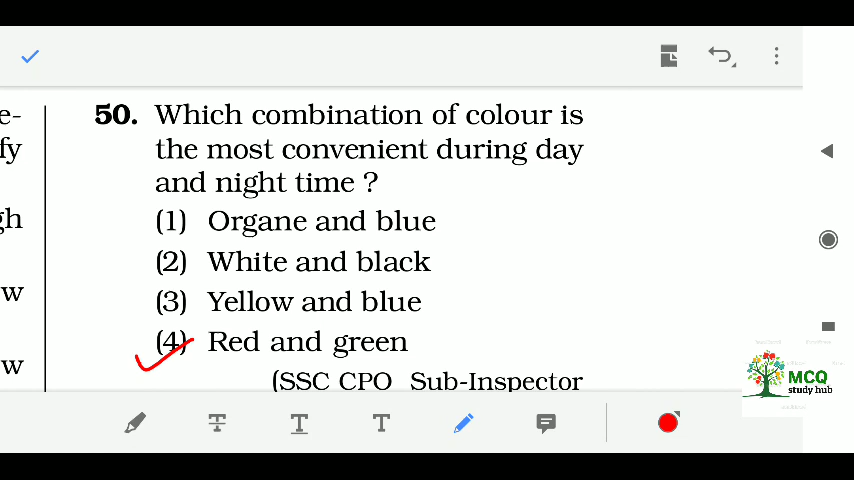 e-
fy
gh
w
w
50. Which combination of colour is
the most convenient during day
and night time ?
(1) Organe and blue
(2) White and black
(3) Yellow and blue
(4) Red and green
(SSC CPO Sub-Inspector
MCQ
study hub